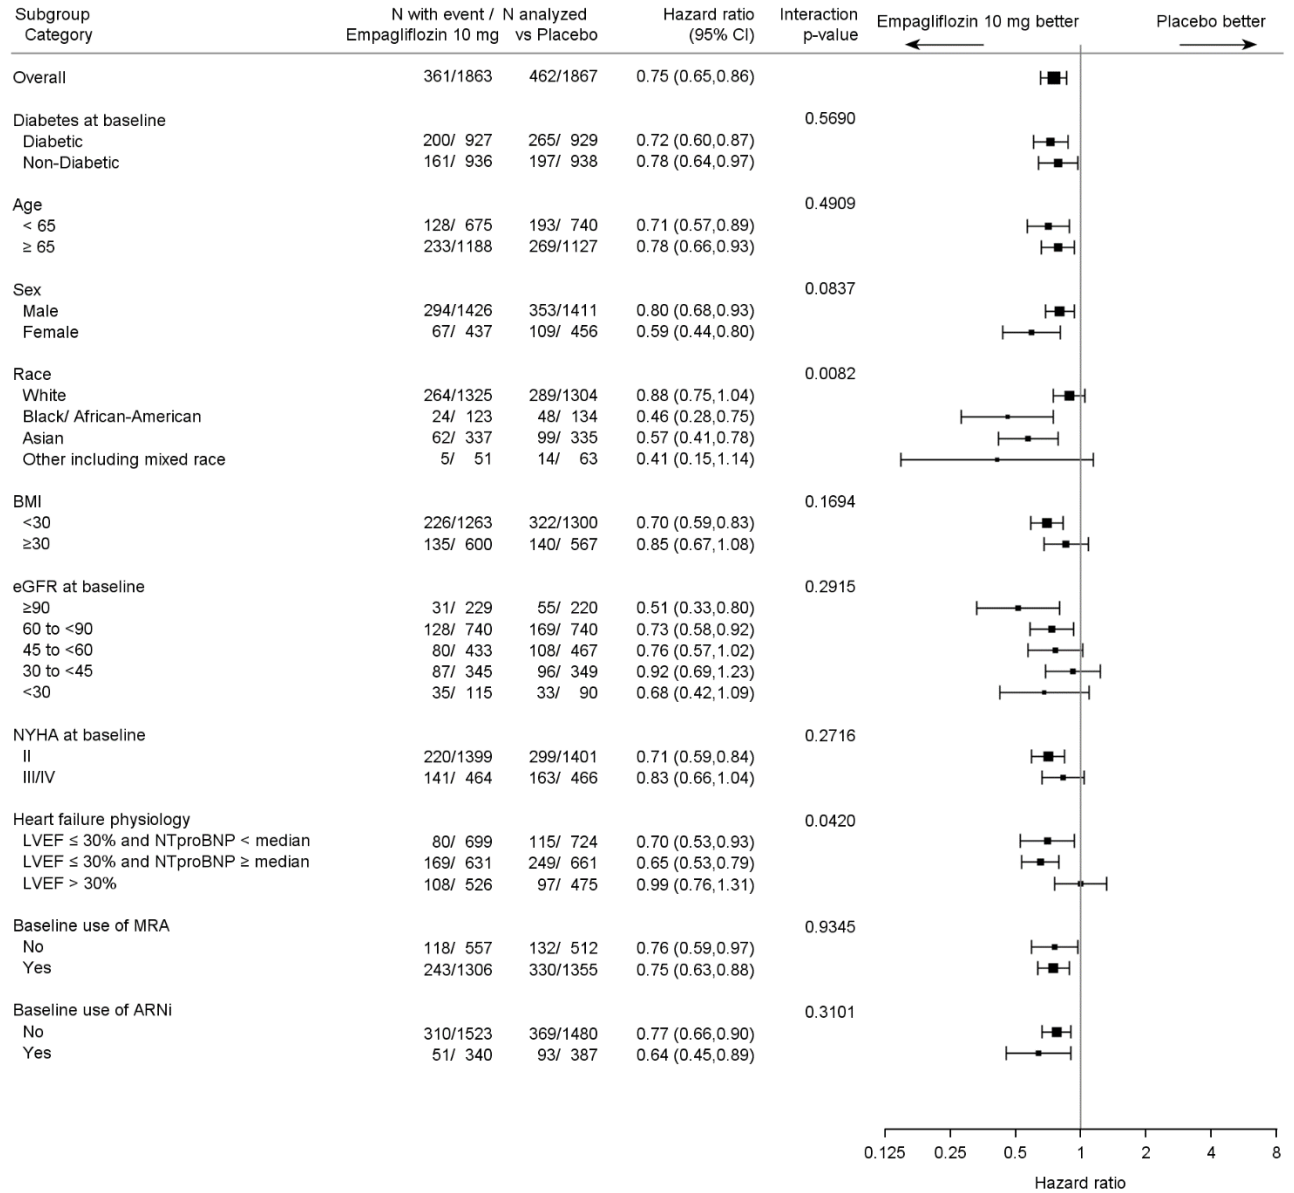 Subgroup N with event / N analyzed Hazard ratio Interaction
Category Empagliflozin 10 mg vs Placebo (95% CI) p-value Empagliflozin 10 mg better Placebo better
Overall 361/1863 462/1867 0.75 (0.65,0.86)
Diabetes at baseline 0.5690
Diabetic 200/ 927 265/ 929 0.72 (0.60,0.87)
Non-Diabetic 161/ 936 197/ 938 0.78 (0.64,0.97)
Age 0.4909
< 65 128/ 675 193/ 740 0.71 (0.57,0.89)
≥ 65 233/1188 269/1127 0.78 (0.66,0.93)
Sex 0.0837
Male 294/1426 353/1411 0.80 (0.68,0.93)
Female 67/ 437 109/ 456 0.59 (0.44,0.80)
Race 0.0082
White 264/1325 289/1304 0.88 (0.75,1.04)
Black/ African-American 24/ 123 48/ 134 0.46 (0.28,0.75)
Asian 62/ 337 99/ 335 0.57 (0.41,0.78)
Other including mixed race 5/ 51 14/ 63 0.41 (0.15,1.14)
BMI 0.1694
<30 226/1263 322/1300 0.70 (0.59,0.83)
≥30 135/ 600 140/ 567 0.85 (0.67,1.08)
eGFR at baseline 0.2915
≥90 31/ 229 55/ 220 0.51 (0.33,0.80)
60 to <90 128/ 740 169/ 740 0.73 (0.58,0.92)
45 to <60 80/ 433 108/ 467 0.76 (0.57,1.02)
30 to <45 87/ 345 96/ 349 0.92 (0.69,1.23)
<30 35/ 115 33/ 90 0.68 (0.42,1.09)
NYHA at baseline 0.2716
II 220/1399 299/1401 0.71 (0.59,0.84)
III/IV 141/ 464 163/ 466 0.83 (0.66,1.04)
Heart failure physiology 0.0420
LVEF ≤ 30% and NTproBNP < median 80/ 699 115/ 724 0.70 (0.53,0.93)
LVEF ≤ 30% and NTproBNP ≥ median 169/ 631 249/ 661 0.65 (0.53,0.79)
LVEF > 30% 108/ 526 97/ 475 0.99 (0.76,1.31)
Baseline use of MRA 0.9345
No 118/ 557 132/ 512 0.76 (0.59,0.97)
Yes 243/1306 330/1355 0.75 (0.63,0.88)
Baseline use of ARNi 0.3101
No 310/1523 369/1480 0.77 (0.66,0.90)
Yes 51/ 340 93/ 387 0.64 (0.45,0.89)
0.125 0.25 0.5 1 2 4 8
Hazard ratio